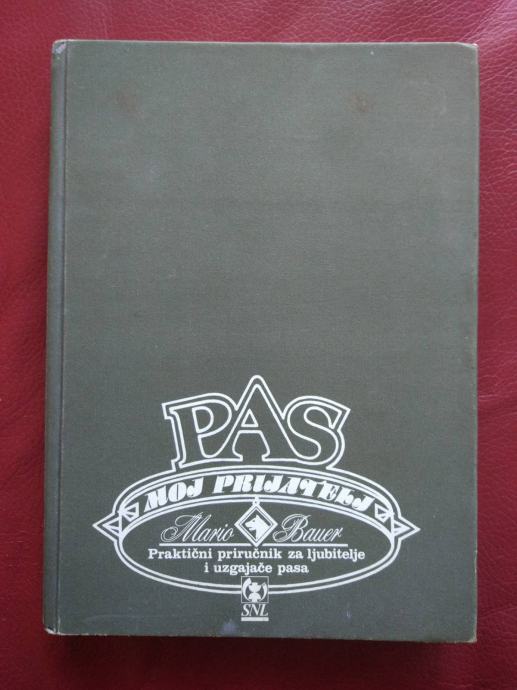 PAS
MOJ PRIJATELJ
Mario Bauer
Praktični priručnik za ljubitelje
i uzgajače pasa
SNL